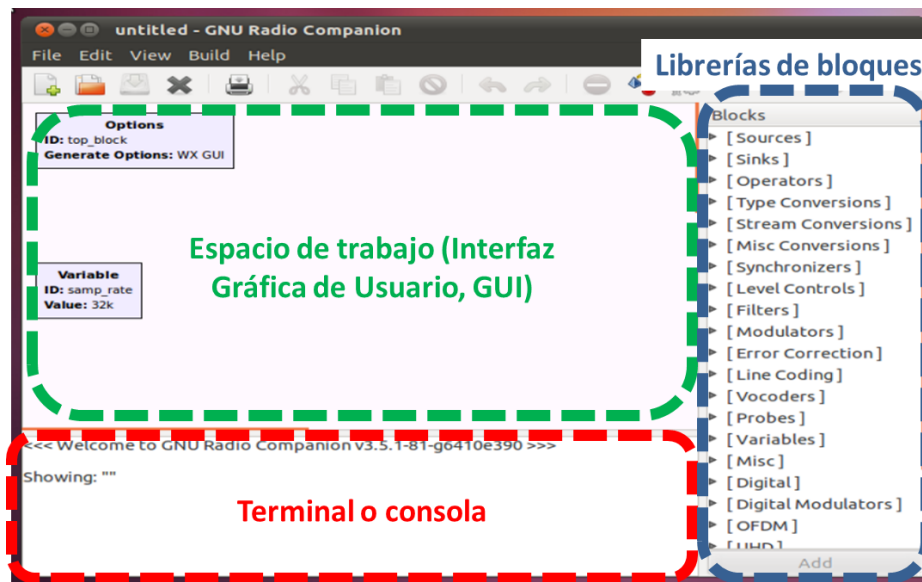 untitled - GNU Radio Companion
File Edit View Build Help
Librerías de bloques
Options
ID: top_block
Generate Options: WX GUI
Espacio de trabajo (Interfaz
Gráfica de Usuario, GUI)
Variable
ID: samp_rate
Value: 32k
<<< Welcome to GNU Radio Companion v3.5.1-81-g6410e390 >>>
Showing: ""
Terminal o consola
Blocks
[ Sources ]
[ Sinks ]
[ Operators ]
[ Type Conversions ]
[ Stream Conversions ]
[ Misc Conversions ]
[ Synchronizers ]
[ Level Controls ]
[ Filters ]
[ Modulators ]
[ Error Correction ]
[ Line Coding ]
[ Vocoders ]
[ Probes ]
[ Variables ]
[ Misc ]
[ Digital ]
[ Digital Modulators ]
[ OFDM ]
[ UHD ]
Add